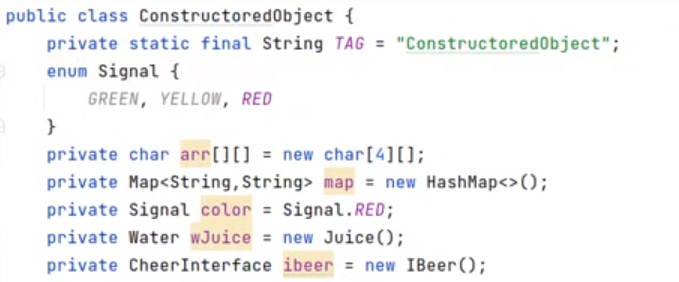 public class ConstructoredObject {
private static final String TAG = "ConstructoredObject";
enum Signal {
GREEN, YELLOW, RED
}
private char arr[][] = new char[4][];
private Map<String,String> map = new HashMap<>();
private Signal color = Signal.RED;
private Water wJuice = new Juice();
private CheerInterface ibeer = new IBeer();